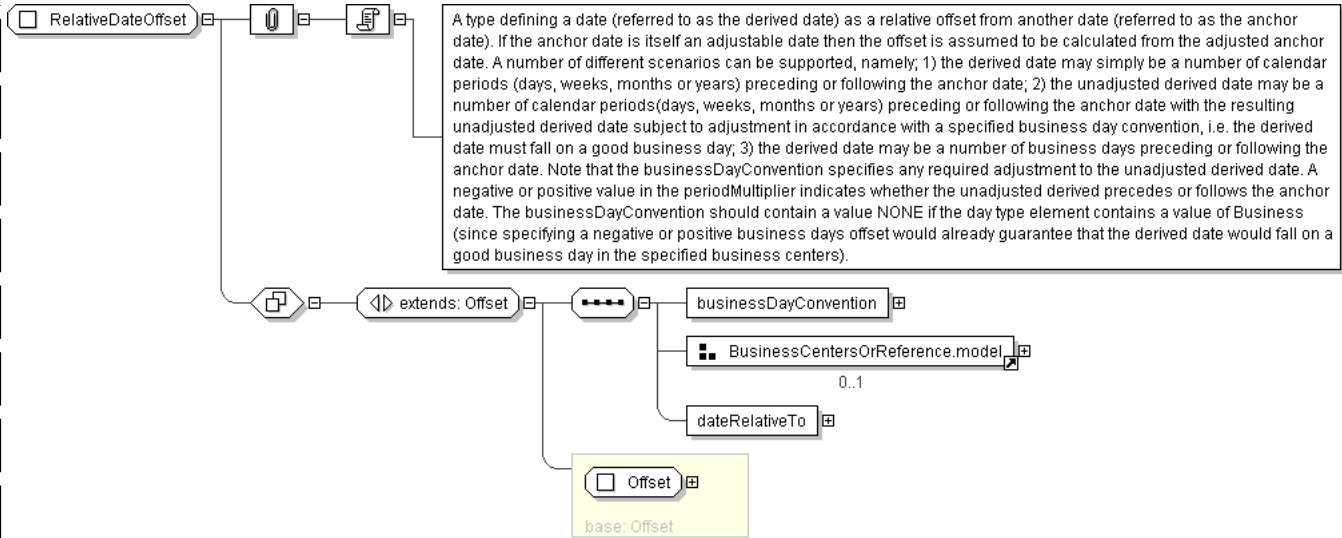 RelativeDateOffset
A type defining a date (referred to as the derived date) as a relative offset from another date (referred to as the anchor
date). If the anchor date is itself an adjustable date then the offset is assumed to be calculated from the adjusted anchor
date. A number of different scenarios can be supported, namely; 1) the derived date may simply be a number of calendar
periods (days, weeks, months or years) preceding or following the anchor date; 2) the unadjusted derived date may be a
number of calendar periods(days, weeks, months or years) preceding or following the anchor date with the resulting
unadjusted derived date subject to adjustment in accordance with a specified business day convention, i.e. the derived
date must fall on a good business day; 3) the derived date may be a number of business days preceding or following the
anchor date. Note that the businessDayConvention specifies any required adjustment to the unadjusted derived date. A
negative or positive value in the periodMultiplier indicates whether the unadjusted derived precedes or follows the anchor
date. The businessDayConvention should contain a value NONE if the day type element contains a value of Business
(since specifying a negative or positive business days offset would already guarantee that the derived date would fall on a
good business day in the specified business centers).
extends: Offset
businessDayConvention
BusinessCentersOrReference.model
0..1
dateRelativeTo
Offset
base: Offset